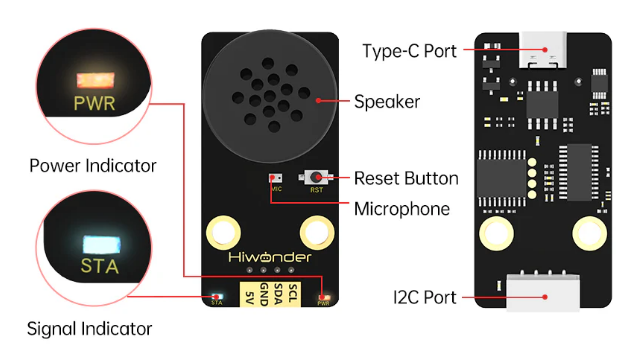 PWR
Power Indicator
STA
Signal Indicator
Type-C Port
Speaker
Reset Button
Microphone
I2C Port
MIC
RST
Hiwonder
STA
5V
GND
SDA
SCL
PWR